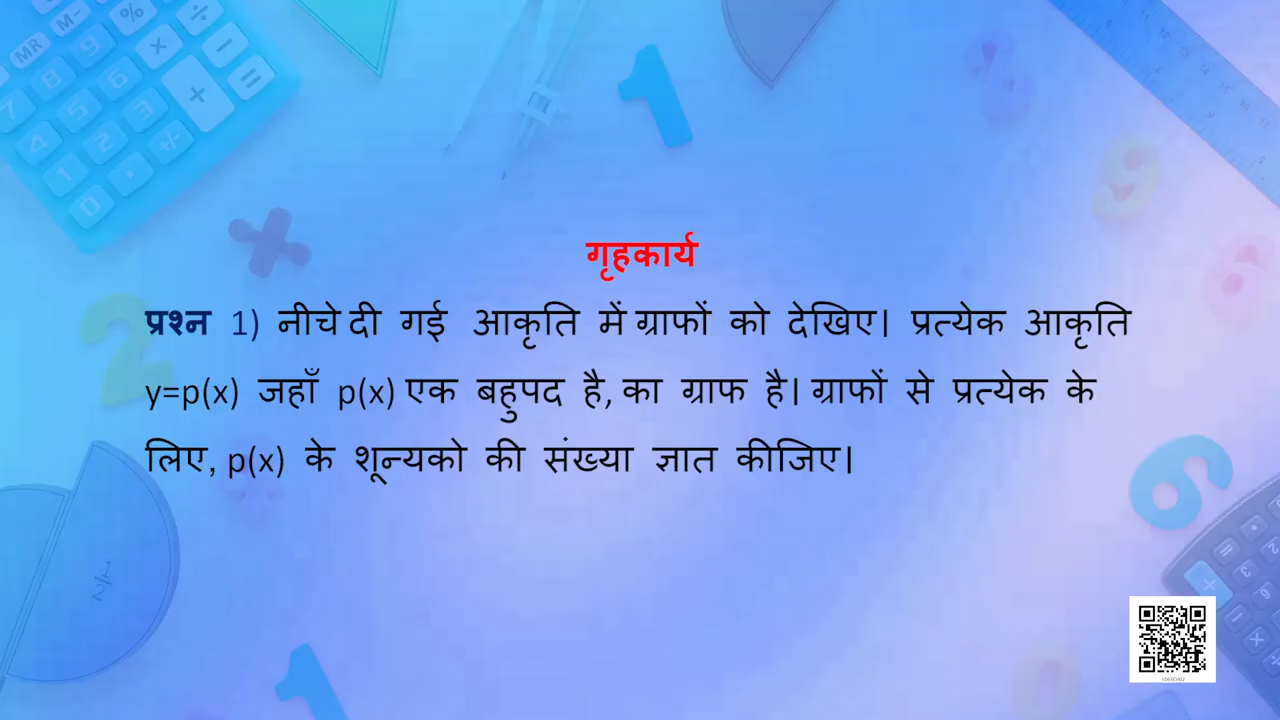 गृहकार्य
प्रश्न 1) नीचे दी गई आकृति में ग्राफों को देखिए। प्रत्येक आकृति
y=p(x) जहाँ p(x) एक बहुपद है, का ग्राफ है। ग्राफों से प्रत्येक के
लिए, p(x) के शून्यको की संख्या ज्ञात कीजिए।